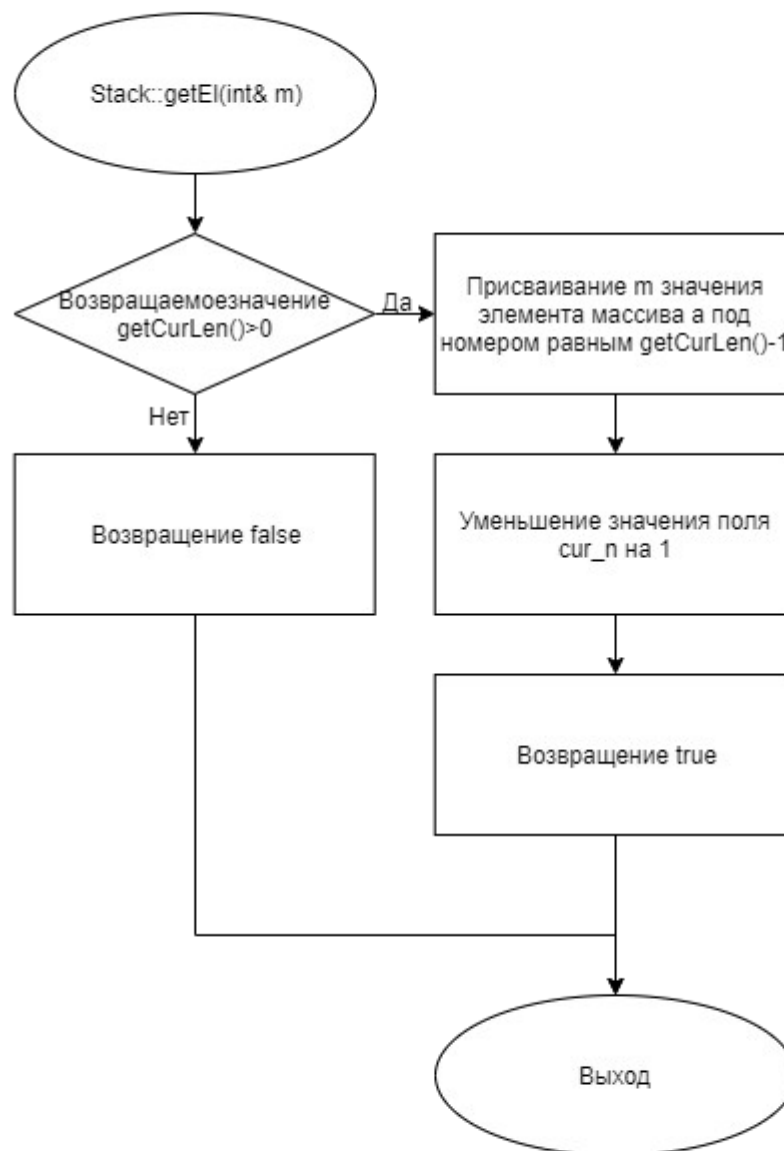 Stack::getEl(int& m)
Возвращаемоезначение
getCurLen()>0
Да
Присваивание m значения
элемента массива a под
номером равным getCurLen()-1
Нет
Возвращение false
Уменьшение значения поля
cur_n на 1
Возвращение true
Выход